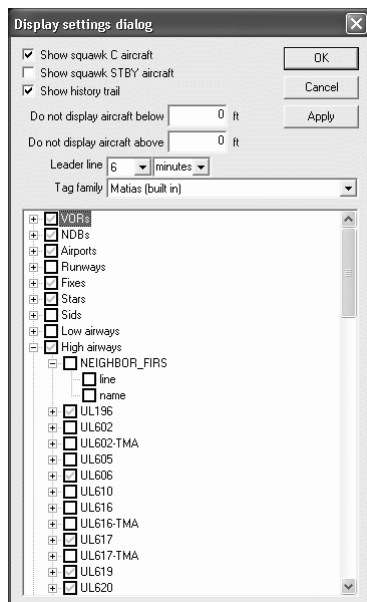 Display settings dialog
Show squawk C aircraft
OK
Show squawk STBY aircraft
Show history trail
Cancel
Do not display aircraft below 0 ft
Apply
Do not display aircraft above 0 ft
Leader line 6 minutes
Tag family Matias (built in)
VORs
NDBs
Airports
Runways
Fixes
Stars
Sids
Low airways
High airways
NEIGHBOR_FIRS
line
name
UL196
UL602
UL602-TMA
UL605
UL606
UL610
UL616
UL616-TMA
UL617
UL617-TMA
UL619
UL620